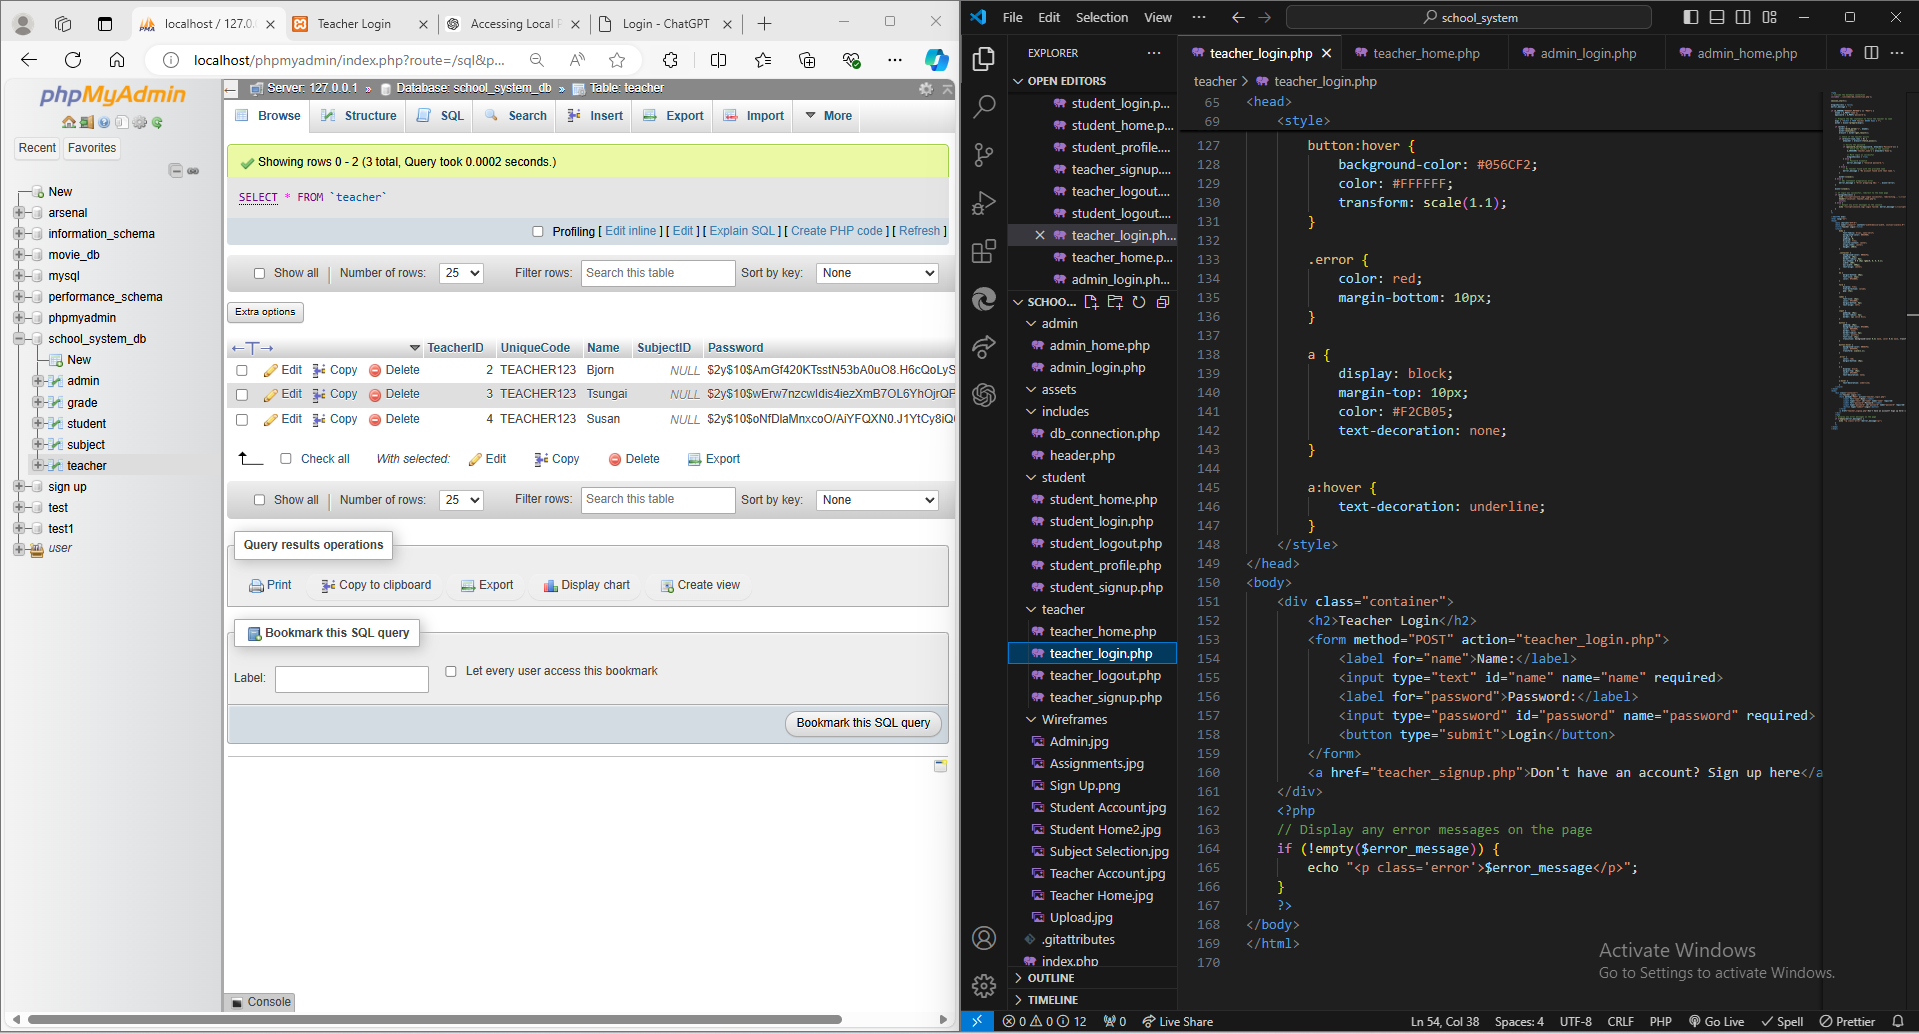 localhost / 127.0.
Teacher Login
Accessing Local F
Login - ChatGPT
localhost/phpmyadmin/index.php?route=/sql&p...
phpMyAdmin
Recent
Favorites
New
arsenal
information_schema
movie_db
mysql
performance_schema
phpmyadmin
school_system_db
New
admin
grade
student
subject
teacher
sign up
test
test1
user
Server: 127.0.0.1 » Database: school_system_db » Table: teacher
Browse
Structure
SQL
Search
Insert
Export
Import
More
Showing rows 0 - 2 (3 total, Query took 0.0002 seconds.)
SELECT * FROM `teacher`
Profiling [ Edit inline ] [ Edit ] [ Explain SQL ] [ Create PHP code ] [ Refresh ]
Show all | Number of rows: 25 Filter rows: Search this table Sort by key: None
Extra options
←T→ TeacherID UniqueCode Name SubjectID Password
Edit Copy Delete 2 TEACHER123 Bjorn NULL $2y$10$AmGf420KTsstN53bA0uO8.H6cQoLyS
Edit Copy Delete 3 TEACHER123 Tsungai NULL
Edit Copy Delete 4 TEACHER123 Susan NULL
Check all With selected: Edit Copy Delete Export
Show all | Number of rows: 25 Filter rows: Search this table Sort by key: None
Query results operations
Print Copy to clipboard Export Display chart Create view
Bookmark this SQL query
Label: Let every user access this bookmark
Bookmark this SQL query
Console
File Edit Selection View ···
school_system
EXPLORER
OPEN EDITORS
student_login.p...
student_home.p...
student_profile....
teacher_signup....
teacher_logout....
student_logout....
teacher_login.ph...
teacher_home.p...
admin_login.ph...
SCHOO...
admin
admin_home.php
admin_login.php
assets
includes
db_connection.php
header.php
student
student_home.php
student_login.php
student_logout.php
student_profile.php
student_signup.php
teacher
teacher_home.php
teacher_login.php
teacher_logout.php
teacher_signup.php
Wireframes
Admin.jpg
Assignments.jpg
Sign Up.png
Student Account.jpg
Student Home2.jpg
Subject Selection.jpg
Teacher Account.jpg
Teacher Home.jpg
Upload.jpg
.gitattributes
index.php
OUTLINE
TIMELINE
teacher_login.php
teacher_home.php
admin_login.php
admin_home.php
teacher > teacher_login.php
65 <head>
69 <style>
127 button:hover {
128 background-color: #056CF2;
129 color: #FFFFFF;
130 transform: scale(1.1);
131 }
132
133 .error {
134 color: red;
135 margin-bottom: 10px;
136 }
137
138 a {
139 display: block;
140 margin-top: 10px;
141 color: #F2CB05;
142 text-decoration: none;
143 }
144
145 a:hover {
146 text-decoration: underline;
147 }
148 </style>
149 </head>
150 <body>
151 <div class="container">
152 <h2>Teacher Login</h2>
153 <form method="POST" action="teacher_login.php">
154 <label for="name">Name:</label>
155 <input type="text" id="name" name="name" required>
156 <label for="password">Password:</label>
157 <input type="password" id="password" name="password" required>
158 <button type="submit">Login</button>
159 </form>
160 <a href="teacher_signup.php">Don't have an account? Sign up here</a
161 </div>
162 <?php
163 // Display any error messages on the page
164 if (!empty($error_message)) {
165 echo "<p class='error'>$error_message</p>";
166 }
167 ?>
168 </body>
169 </html>
170
Activate Windows
Go to Settings to activate Windows.
0 0 12 0 Live Share
Ln 54, Col 38 Spaces: 4 UTF-8 CRLF PHP Go Live Spell Prettier